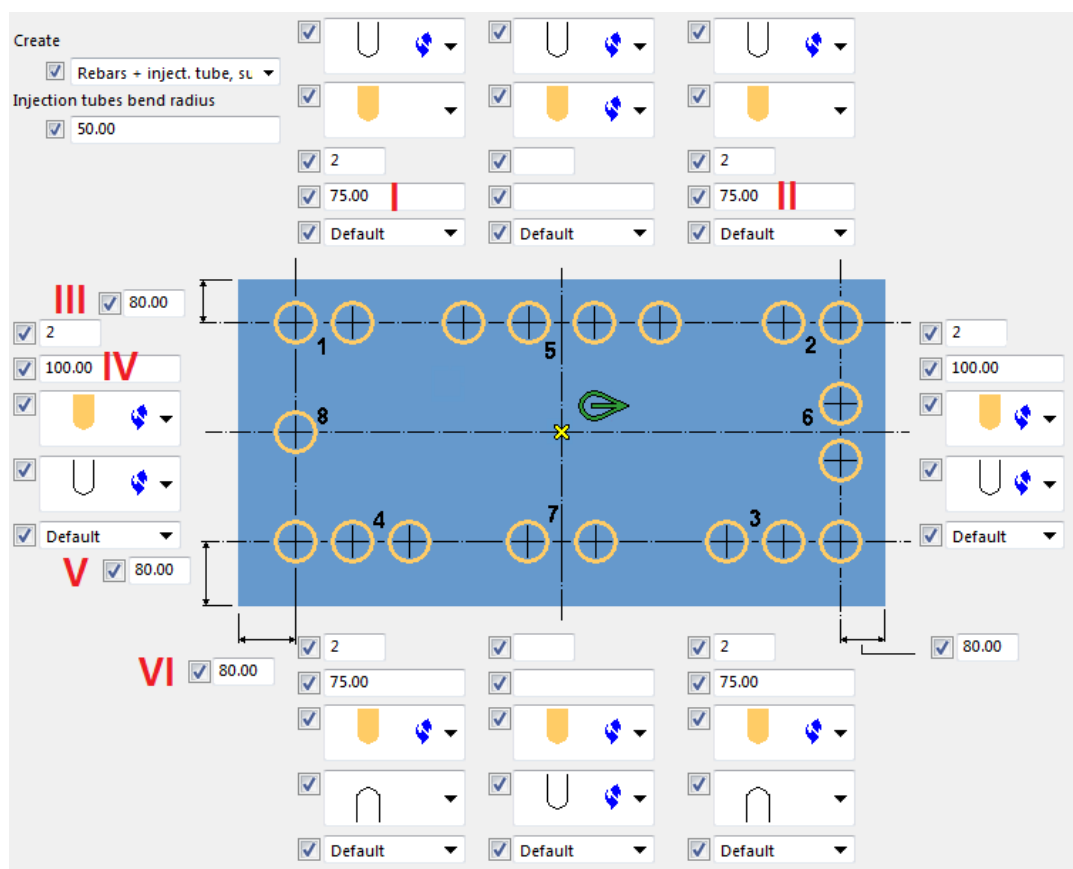 Create
Rebars + inject. tube, su
Injection tubes bend radius
50.00
2 2
75.00 I 75.00 II
Default Default Default
III 80.00
2 2
100.00 IV 100.00
1 5 2
8 6
4 7 3
Default Default
V 80.00
2 2 80.00
VI 80.00
75.00 75.00
Default Default Default